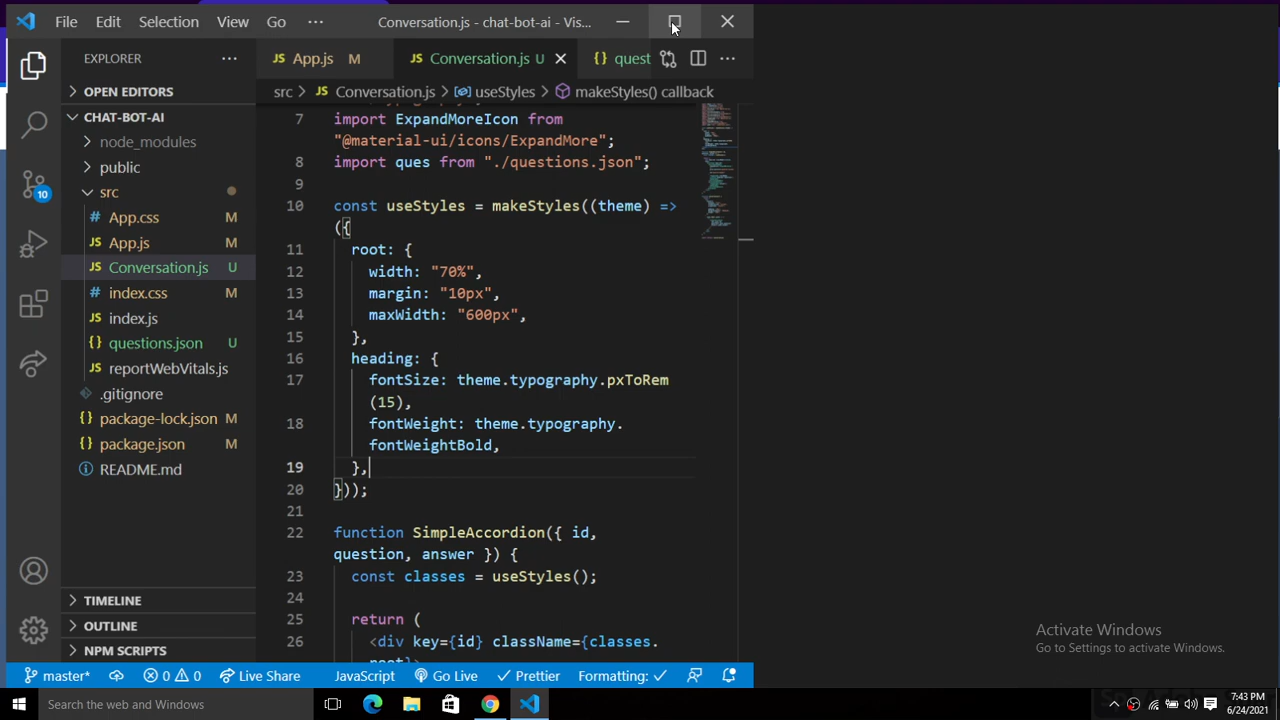 File Edit Selection View Go ··· Conversation.js - chat-bot-ai - Vis...
EXPLORER
OPEN EDITORS
CHAT-BOT-AI
node_modules
public
src
# App.css M
JS App.js M
JS Conversation.js U
# index.css M
JS index.js
{} questions.json U
JS reportWebVitals.js
.gitignore
{} package-lock.json M
{} package.json M
README.md
TIMELINE
OUTLINE
NPM SCRIPTS
10
JS App.js M JS Conversation.js U {} quest
src > JS Conversation.js > useStyles > makeStyles() callback
7 import ExpandMoreIcon from
"@material-ui/icons/ExpandMore";
8 import ques from "./questions.json";
9
10 const useStyles = makeStyles((theme) =>
({
11 root: {
12 width: "70%",
13 margin: "10px",
14 maxWidth: "600px",
15 },
16 heading: {
17 fontSize: theme.typography.pxToRem
(15),
18 fontWeight: theme.typography.
fontWeightBold,
19 },
20 }));
21
22 function SimpleAccordion({ id,
question, answer }) {
23 const classes = useStyles();
24
25 return (
26 <div key={id} className={classes.
master* 0 0 Live Share JavaScript Go Live Prettier Formating: ✓
Activate Windows
Go to Settings to activate Windows.
Search the web and Windows
7:43 PM
6/24/2021